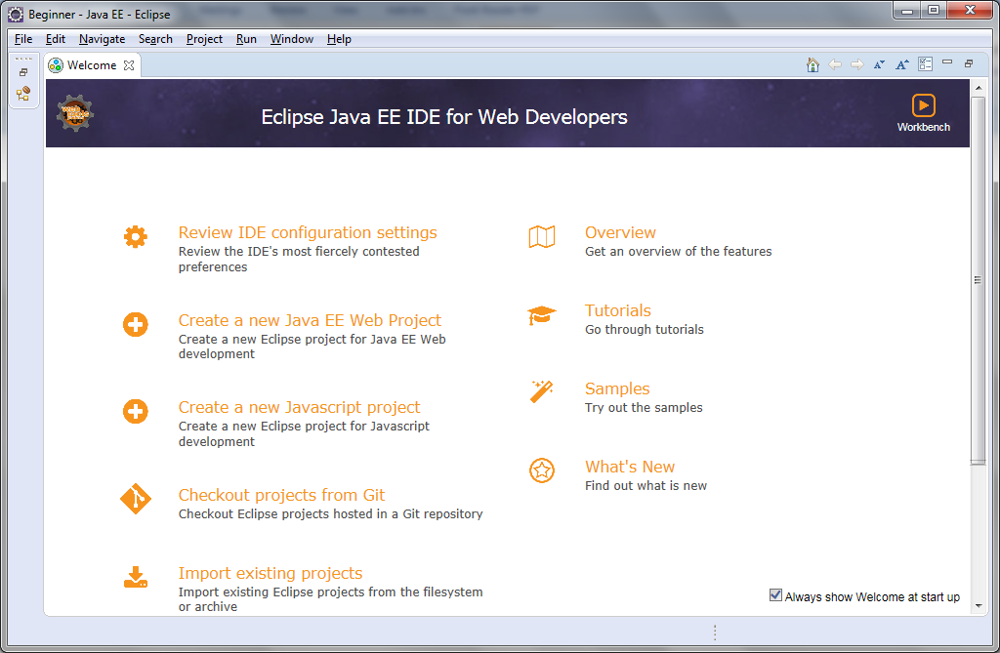 Beginner - Java EE - Eclipse
File Edit Navigate Search Project Run Window Help
Welcome
Eclipse Java EE IDE for Web Developers
Workbench
Review IDE configuration settings
Review the IDE's most fiercely contested
preferences
Create a new Java EE Web Project
Create a new Eclipse project for Java EE Web
development
Create a new Javascript project
Create a new Eclipse project for Javascript
development
Checkout projects from Git
Checkout Eclipse projects hosted in a Git repository
Import existing projects
Import existing Eclipse projects from the filesystem
or archive
Overview
Get an overview of the features
Tutorials
Go through tutorials
Samples
Try out the samples
What's New
Find out what is new
Always show Welcome at start up